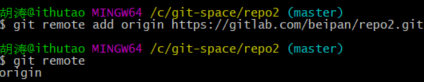 胡涛@ithutao MINGW64 /c/git-space/repo2 (master)
$ git remote add origin https://gitlab.com/beipan/repo2.git
胡涛@ithutao MINGW64 /c/git-space/repo2 (master)
$ git remote
origin